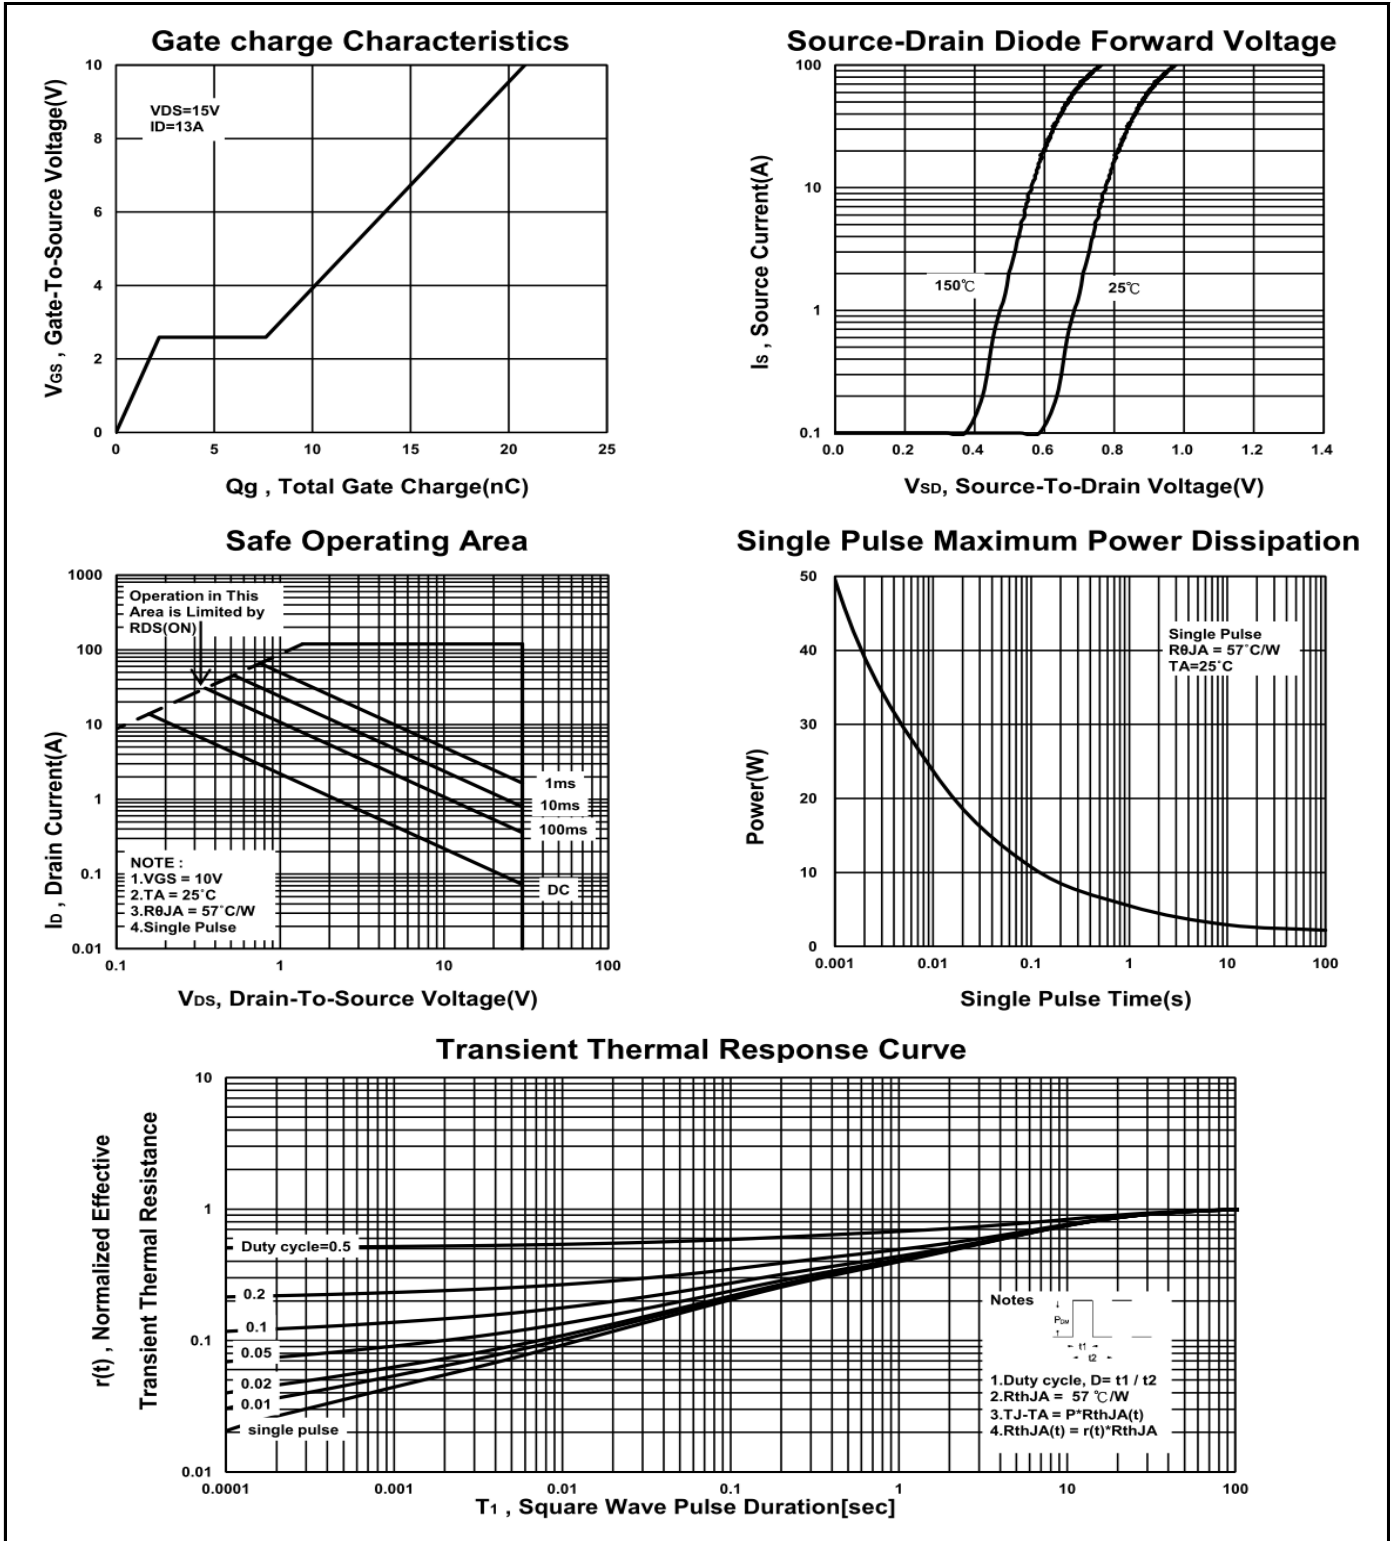 Gate charge Characteristics
VGS , Gate-To-Source Voltage(V)
10
8
6
4
2
0
VDS=15V
ID=13A
0 5 10 15 20 25
Qg , Total Gate Charge(nC)
Source-Drain Diode Forward Voltage
IS , Source Current(A)
100
10
1
0.1
150℃
25℃
0.0 0.2 0.4 0.6 0.8 1.0 1.2 1.4
VSD, Source-To-Drain Voltage(V)
Safe Operating Area
ID , Drain Current(A)
1000
100
10
1
0.1
0.01
Operation in This
Area is Limited by
RDS(ON)
1ms
10ms
100ms
DC
NOTE :
1.VGS = 10V
2.TA = 25˚C
3.RθJA = 57˚C/W
4.Single Pulse
0.1 1 10 100
VDS, Drain-To-Source Voltage(V)
Single Pulse Maximum Power Dissipation
Power(W)
50
40
30
20
10
0
Single Pulse
RθJA = 57˚C/W
TA=25˚C
0.001 0.01 0.1 1 10 100
Single Pulse Time(s)
Transient Thermal Response Curve
r(t) , Normalized Effective
Transient Thermal Resistance
10
1
0.1
0.01
Duty cycle=0.5
0.2
0.1
0.05
0.02
0.01
single pulse
Notes
PDM
t1
t2
1.Duty cycle, D= t1 / t2
2.RthJA = 57 ℃/W
3.TJ-TA = P*RthJA(t)
4.RthJA(t) = r(t)*RthJA
0.0001 0.001 0.01 0.1 1 10 100
T1 , Square Wave Pulse Duration[sec]